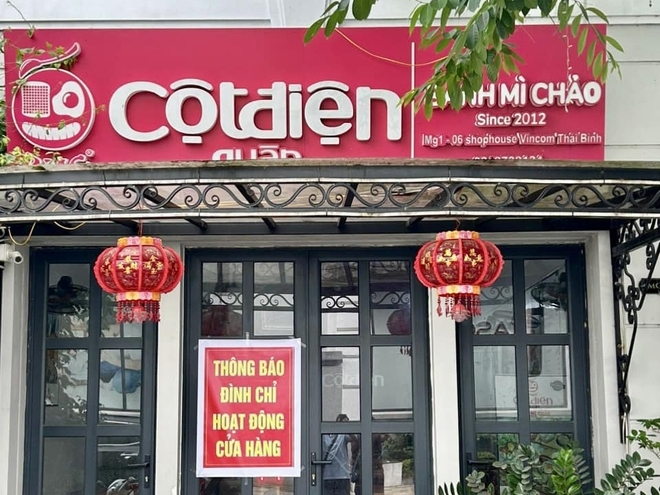 CộtĐiện
quán
BÁNH MÌ CHẢO
Since 2012
Mg1 - 06 shophouse Vincom Thái Bình
THÔNG BÁO
ĐÌNH CHỈ
HOẠT ĐỘNG
CỬA HÀNG
cộtđiện